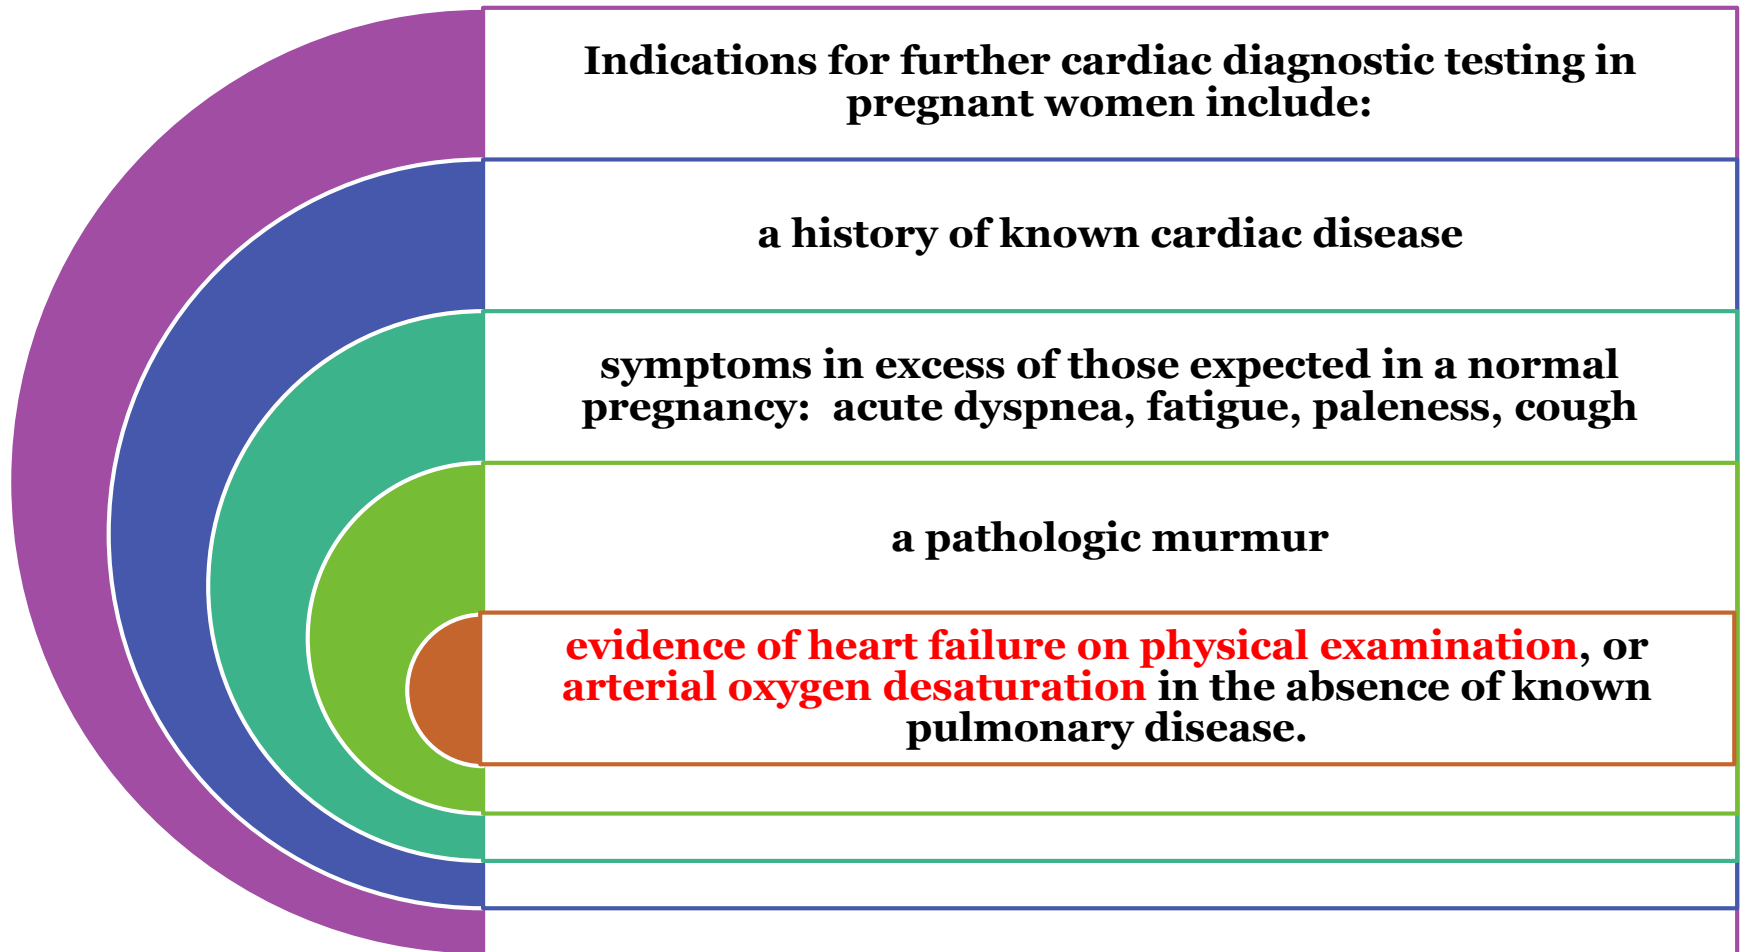 Indications for further cardiac diagnostic testing in
pregnant women include:
a history of known cardiac disease
symptoms in excess of those expected in a normal
pregnancy:  acute dyspnea, fatigue, paleness, cough
a pathologic murmur
evidence of heart failure on physical examination, or
arterial oxygen desaturation in the absence of known
pulmonary disease.